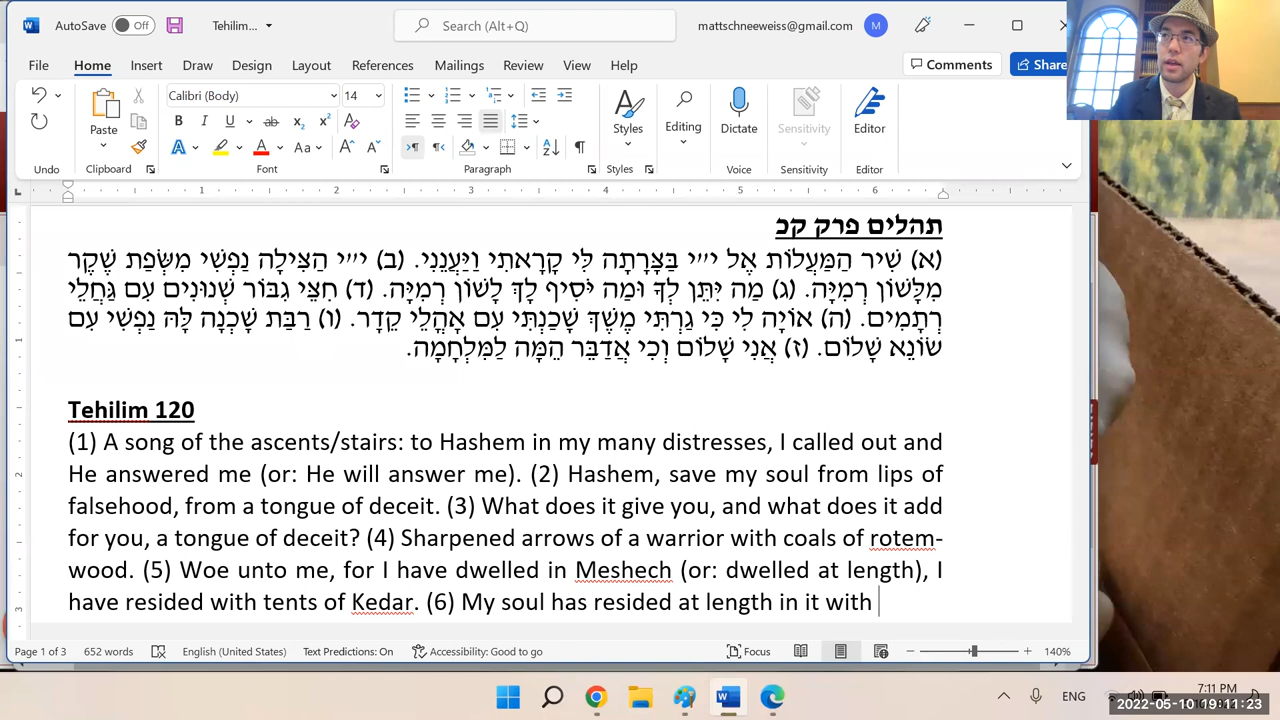 AutoSave Off Tehilim... Search (Alt+Q) mattschneeweiss@gmail.com M
File Home Insert Draw Design Layout References Mailings Review View Help Comments Share
Calibri (Body) 14
Paste Styles Editing Dictate Sensitivity Editor
Undo Clipboard Font Paragraph Styles Voice Sensitivity Editor
1 2 3 4 5 6
תהלים פרק קכ
(א) שִׁיר הַמַּעֲלוֹת אֶל י״י בַּצָּרָתָה לִּי קָרָאתִי וַיַּעֲנֵנִי. (ב) י״י הַצִּילָה נַפְשִׁי מִשְּׂפַת שֶׁקֶר
מִלָּשׁוֹן רְמִיָּה. (ג) מַה יִּתֵּן לְךָ וּמַה יֹּסִיף לָךְ לָשׁוֹן רְמִיָּה. (ד) חִצֵּי גִבּוֹר שְׁנוּנִים עִם גַּחֲלֵי
רְתָמִים. (ה) אוֹיָה לִי כִּי גַרְתִּי מֶשֶׁךְ שָׁכַנְתִּי עִם אָהֳלֵי קֵדָר. (ו) רַבַּת שָׁכְנָה לָּהּ נַפְשִׁי עִם
שׂוֹנֵא שָׁלוֹם. (ז) אֲנִי שָׁלוֹם וְכִי אֲדַבֵּר הֵמָּה לַמִּלְחָמָה.
Tehilim 120
(1) A song of the ascents/stairs: to Hashem in my many distresses, I called out and
He answered me (or: He will answer me). (2) Hashem, save my soul from lips of
falsehood, from a tongue of deceit. (3) What does it give you, and what does it add
for you, a tongue of deceit? (4) Sharpened arrows of a warrior with coals of rotem-
wood. (5) Woe unto me, for I have dwelled in Meshech (or: dwelled at length), I
have resided with tents of Kedar. (6) My soul has resided at length in it with
Page 1 of 3 652 words English (United States) Text Predictions: On Accessibility: Good to go Focus 140%
ENG 7:11 PM
2022-05-10 19:11:23